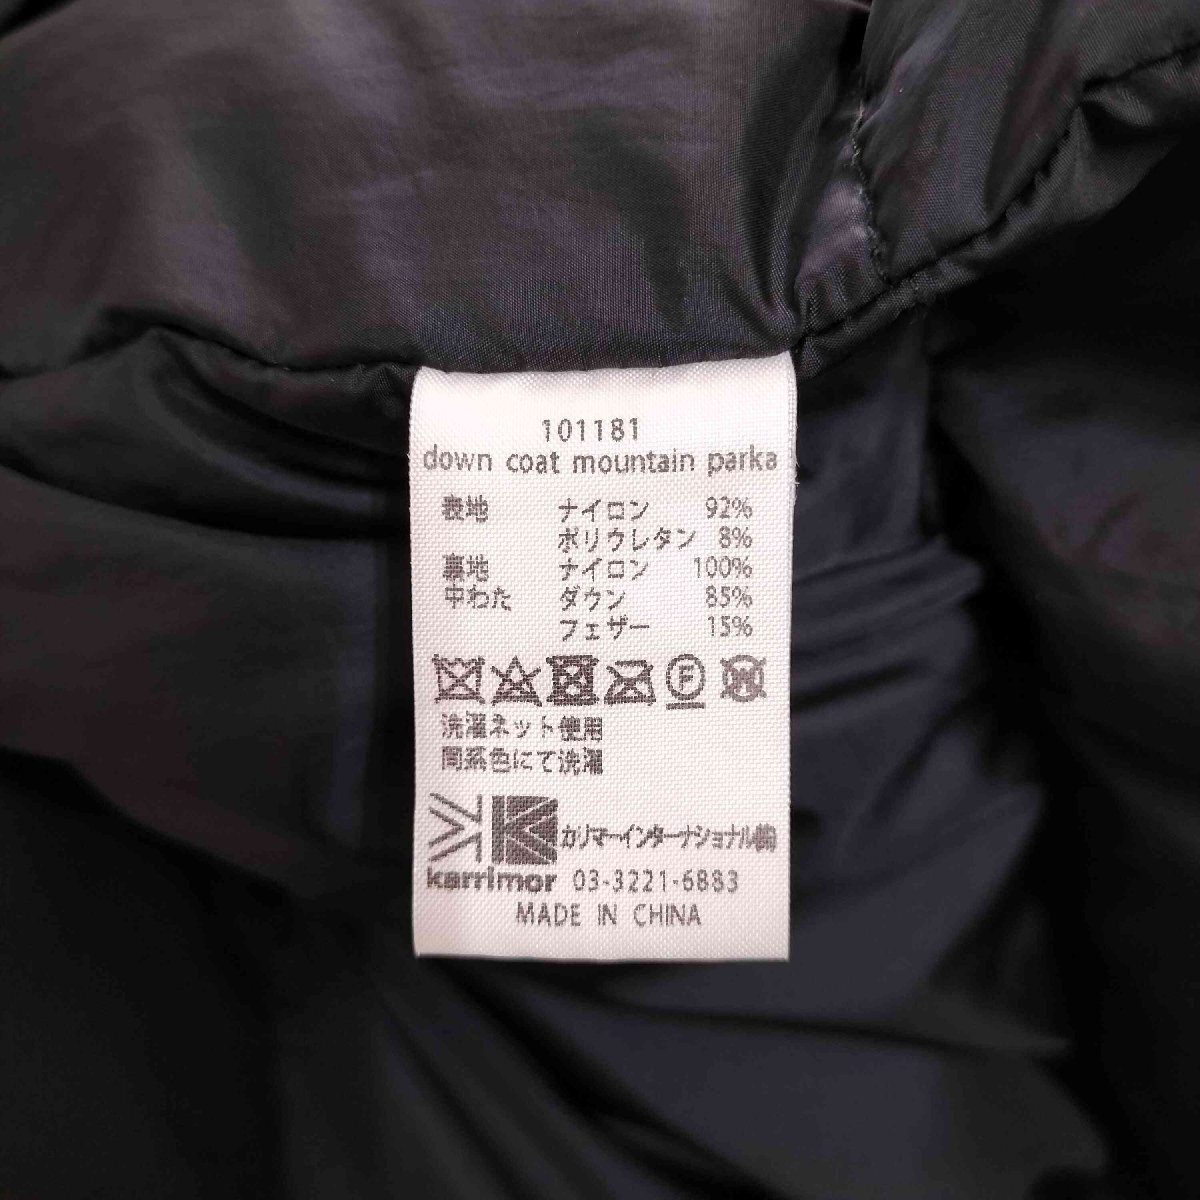 101181
down coat mountain parka
表地 ナイロン 92%
ポリウレタン 8%
裏地 ナイロン 100%
中わた ダウン 85%
フェザー 15%
F
W
洗濯ネット使用
同系色にて洗濯
カリマーインターナショナル㈱
karrimor 03-3221-6883
MADE IN CHINA